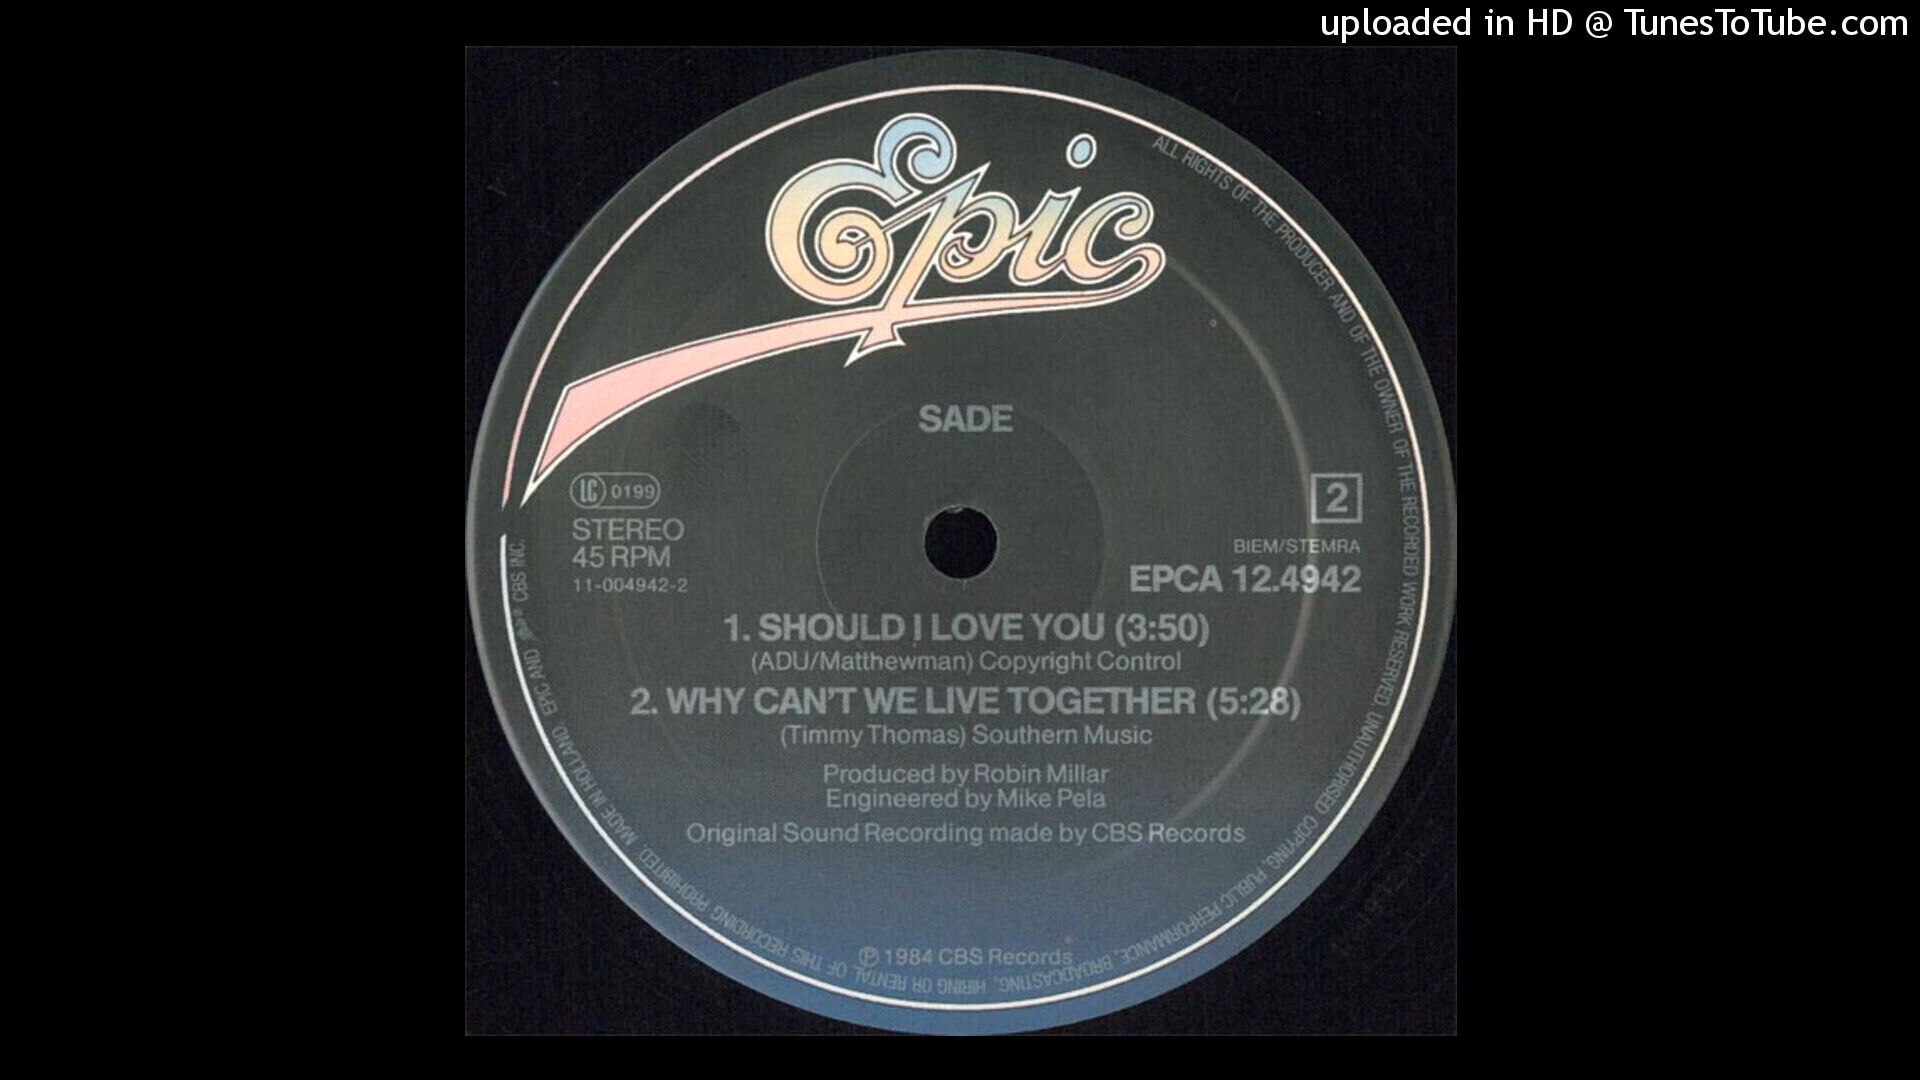 uploaded in HD @ TunesToTube.com
Epic
ALL RIGHTS OF THE PRODUCER AND OF THE OWNER OF THE RECORDED WORK RESERVED. UNAUTHORISED COPYING, PUBLIC PERFORMANCE, BROADCASTING, HIRING OR RENTAL OF THIS RECORDING PROHIBITED. MADE IN HOLLAND. EPIC AND CBS INC.
SADE
LC 0199
2
STEREO
45 RPM
11-004942-2
BIEM/STEMRA
EPCA 12.4942
1. SHOULD I LOVE YOU (3:50)
(ADU/Matthewman) Copyright Control
2. WHY CAN'T WE LIVE TOGETHER (5:28)
(Timmy Thomas) Southern Music
Produced by Robin Millar
Engineered by Mike Pela
Original Sound Recording made by CBS Records
℗ 1984 CBS Records